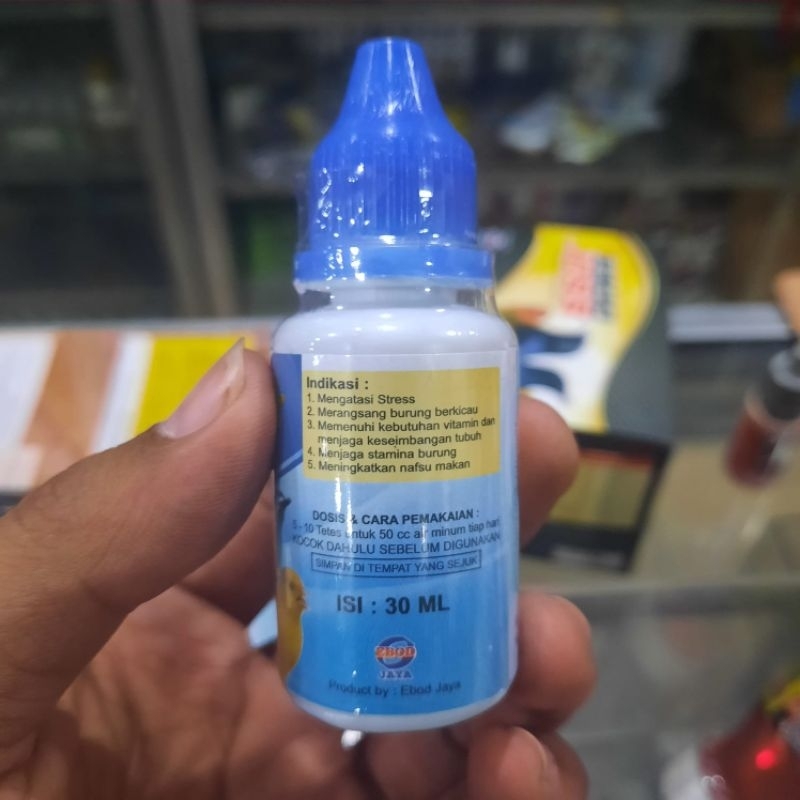 Indikasi :
1. Mengatasi Stress
2. Merangsang burung berkicau
3. Memenuhi kebutuhan vitamin dan
menjaga keseimbangan tubuh
4. Menjaga stamina burung
5. Meningkatkan nafsu makan
DOSIS & CARA PEMAKAIAN :
5 - 10 Tetes untuk 50 cc air minum tiap hari
KOCOK DAHULU SEBELUM DIGUNAKAN
SIMPAN DI TEMPAT YANG SEJUK
ISI : 30 ML
EBOD
JAYA
Product by : Ebod Jaya